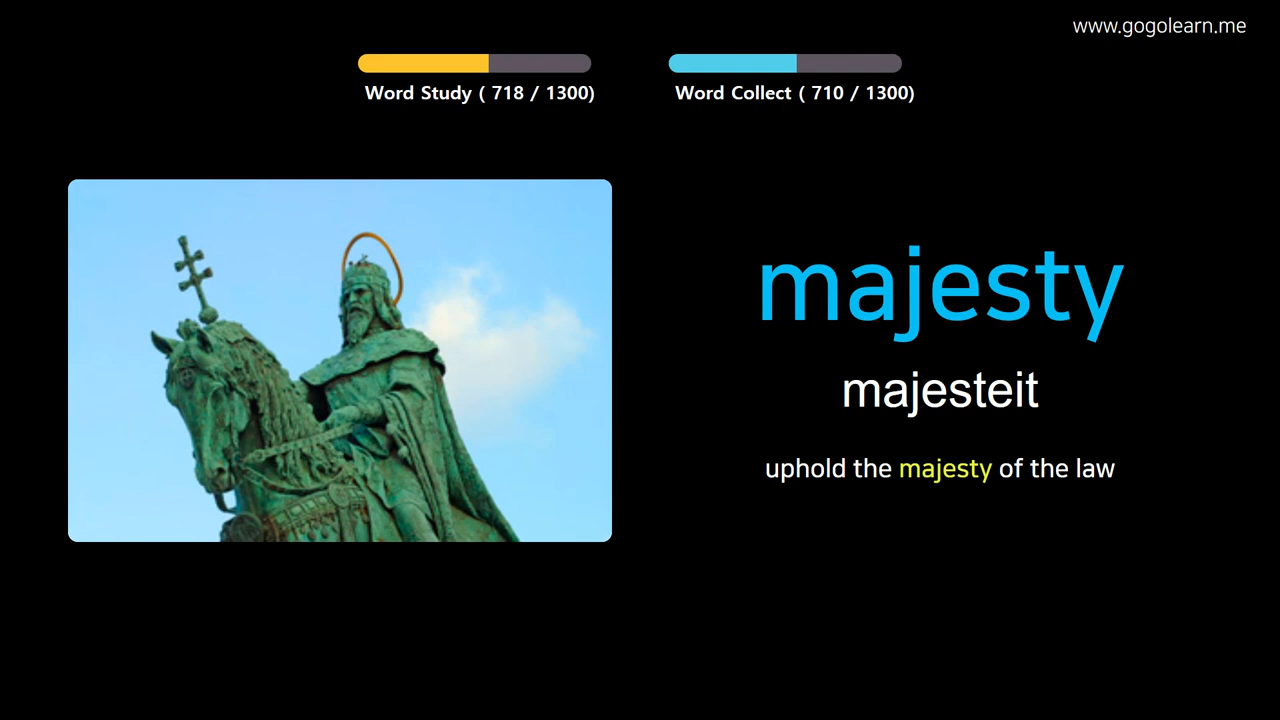 www.gogolearn.me
Word Study ( 718 / 1300)
Word Collect ( 710 / 1300)
majesty
majesteit
uphold the majesty of the law